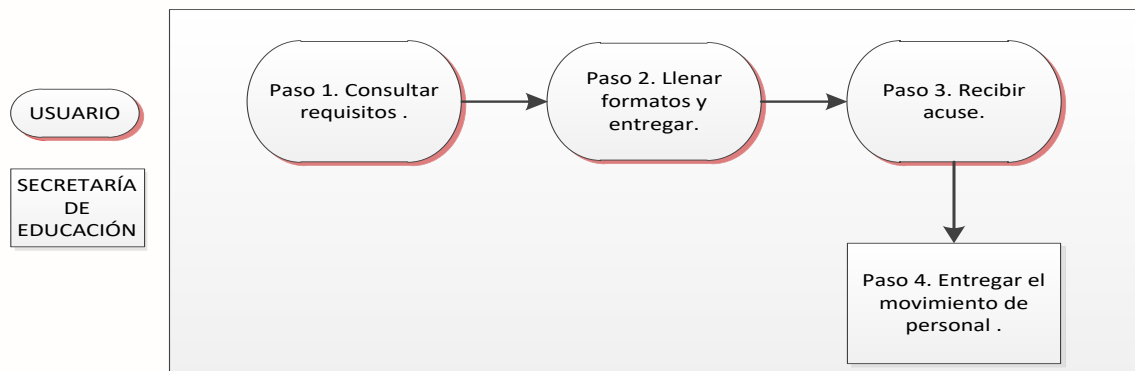 USUARIO
SECRETARÍA
DE
EDUCACIÓN
Paso 1. Consultar
requisitos .
Paso 2. Llenar
formatos y
entregar.
Paso 3. Recibir
acuse.
Paso 4. Entregar el
movimiento de
personal .